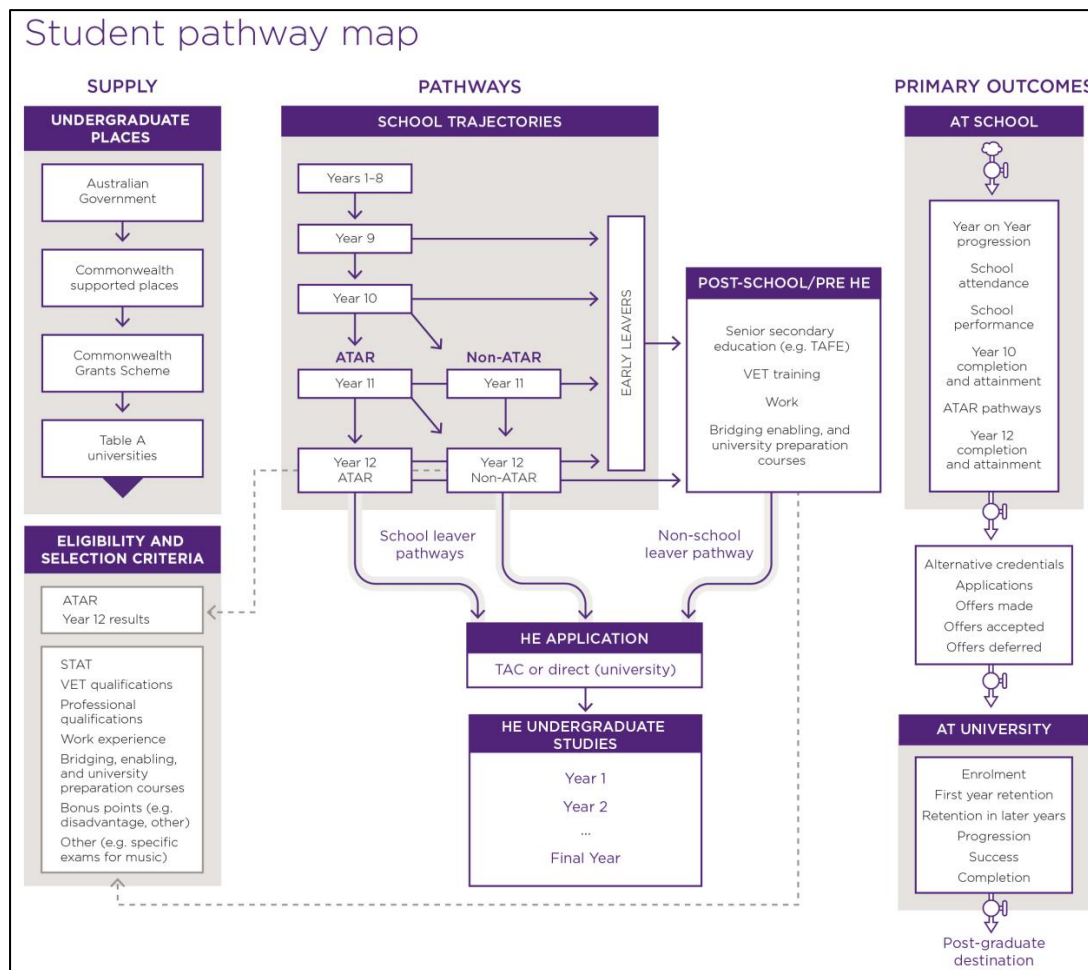 Student pathway map
SUPPLY
UNDERGRADUATE
PLACES
Australian
Government
Commonwealth
supported places
Commonwealth
Grants Scheme
Table A
universities
ELIGIBILITY AND
SELECTION CRITERIA
ATAR
Year 12 results
STAT
VET qualifications
Professional
qualifications
Work experience
Bridging, enabling,
and university
preparation courses
Bonus points (e.g.
disadvantage, other)
Other (e.g. specific
exams for music)
PATHWAYS
SCHOOL TRAJECTORIES
Years 1–8
Year 9
Year 10
ATAR
Non-ATAR
Year 11
Year 11
Year 12
ATAR
Year 12
Non-ATAR
EARLY LEAVERS
POST-SCHOOL/PRE HE
Senior secondary
education (e.g. TAFE)
VET training
Work
Bridging enabling, and
university preparation
courses
School leaver
pathways
Non-school
leaver pathway
HE APPLICATION
TAC or direct (university)
HE UNDERGRADUATE
STUDIES
Year 1
Year 2
...
Final Year
PRIMARY OUTCOMES
AT SCHOOL
Year on Year
progression
School
attendance
School
performance
Year 10
completion
and attainment
ATAR pathways
Year 12
completion
and attainment
Alternative credentials
Applications
Offers made
Offers accepted
Offers deferred
AT UNIVERSITY
Enrolment
First year retention
Retention in later years
Progression
Success
Completion
Post-graduate
destination